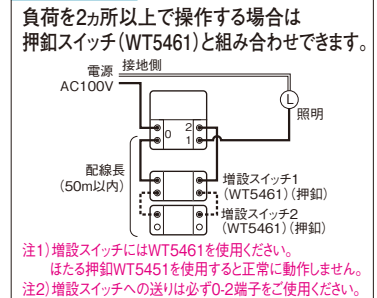 負荷を2ヵ所以上で操作する場合は
押釦スイッチ(WT5461)と組み合わせできます。
電源 接地側
AC100V
L
照明
0 2
1
配線長
(50m以内)
増設スイッチ1
(WT5461)(押釦)
増設スイッチ2
(WT5461)(押釦)
注1)増設スイッチにはWT5461を使用ください。
ほたる押釦WT5451を使用すると正常に動作しません。
注2)増設スイッチへの送りは必ず0-2端子をご使用ください。